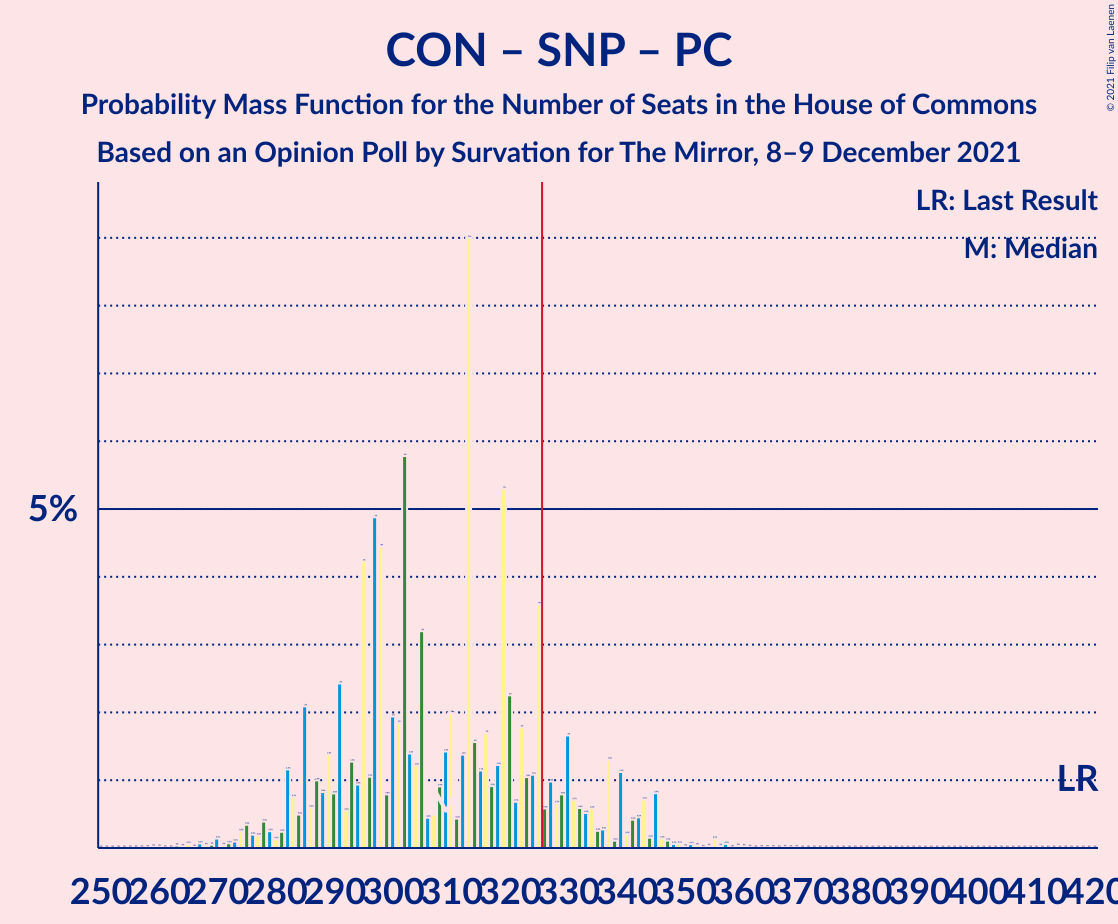 CON – SNP – PC
Probability Mass Function for the Number of Seats in the House of Commons
Based on an Opinion Poll by Survation for The Mirror, 8–9 December 2021
© 2021 Filip van Laenen
LR: Last Result
M: Median
5%
LR
250 260 270 280 290 300 310 320 330 340 350 360 370 380 390 400 410 420